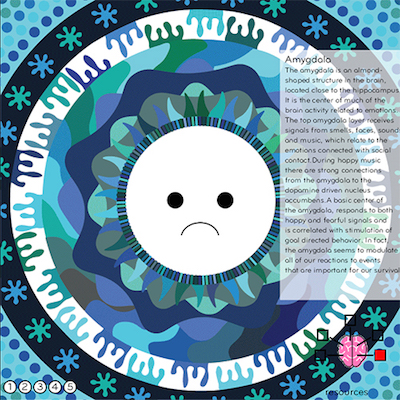 Amygdala
The amygdala is an almond-
shaped structure in the brain,
located close to the hippocampus.
It is the center of much of the
brain activity related to emotions.
The top amygdala layer receives
signals from smells, faces, sounds
and music, which relate to the
emotions connected with social
contact.During happy music
there are strong connections
from the amygdala to the
dopamine driven nucleus
accumbens.A basic center of
the amygdala, responds to both
happy and fearful signals and
is correlated with stimulation of
goal directed behavior. In fact,
the amygdala seems to modulate
all of our reactions to events
that are important for our survival.
1 2 3 4 5
resources